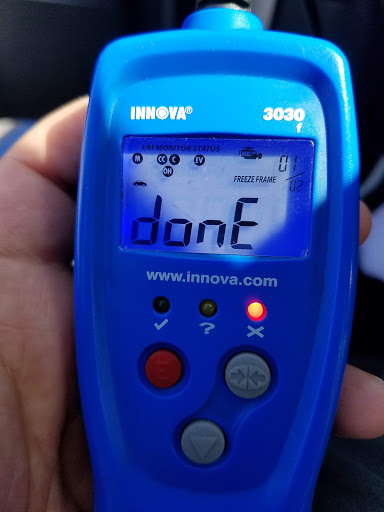 INNOVA® 3030
f
I/M MONITOR STATUS
M CC C EV 01
OH FREEZE FRAME /02
donE
www.innova.com
✓ ? ✕
E